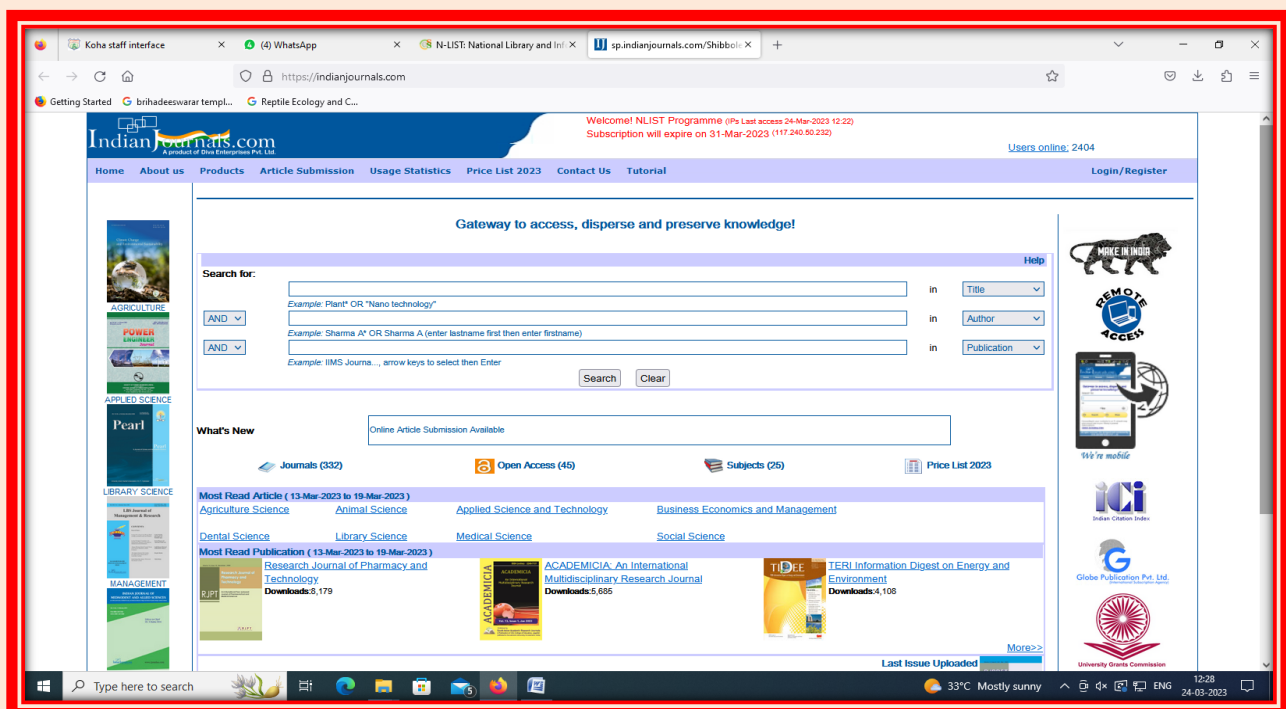 Koha staff interface
(4) WhatsApp
N-LIST: National Library and Inf
sp.indianjournals.com/Shibbole
https://indianjournals.com
Getting Started
brihadeeswarar templ...
Reptile Ecology and C...
IndianJournals.com
A product of Diva Enterprises Pvt. Ltd.
Welcome! NLIST Programme (IPs Last access 24-Mar-2023 12:22)
Subscription will expire on 31-Mar-2023 (117.240.50.232)
Users online: 2404
Home About us Products Article Submission Usage Statistics Price List 2023 Contact Us Tutorial Login/Register
Gateway to access, disperse and preserve knowledge!
Help
Search for:
in Title
Example: Plant* OR "Nano technology"
AND in Author
Example: Sharma A* OR Sharma A (enter lastname first then enter firstname)
AND in Publication
Example: IIMS Journa..., arrow keys to select then Enter
Search Clear
What's New
Online Article Submission Available
Journals (332) Open Access (45) Subjects (25) Price List 2023
Most Read Article ( 13-Mar-2023 to 19-Mar-2023 )
Agriculture Science Animal Science Applied Science and Technology Business Economics and Management
Dental Science Library Science Medical Science Social Science
Most Read Publication ( 13-Mar-2023 to 19-Mar-2023 )
Research Journal of Pharmacy and Technology
Downloads:8,179
RJPT
ACADEMICIA: An International Multidisciplinary Research Journal
Downloads:5,685
ACADEMICIA
TERI Information Digest on Energy and Environment
Downloads:4,108
TIDEE
More>>
Last Issue Uploaded
AGRICULTURE
POWER
ENGINEER
APPLIED SCIENCE
Pearl
LIBRARY SCIENCE
MANAGEMENT
MAKE IN INDIA
REMOTE
ACCESS
We're mobile
ici
Indian Citation Index
Globe Publication Pvt. Ltd.
University Grants Commission
Type here to search
5
33°C Mostly sunny
ENG
12:28
24-03-2023